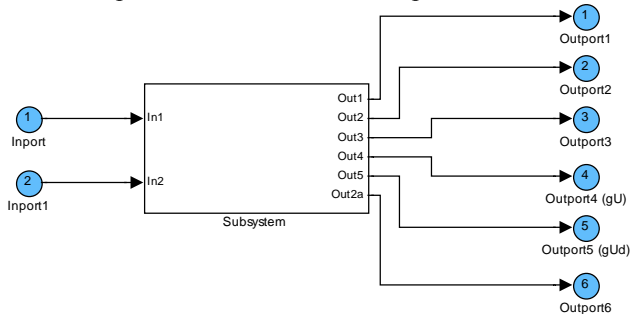 1
Outport1
2
Outport2
3
Outport3
4
Outport4 (gU)
5
Outport5 (gUd)
6
Outport6
1
Inport
2
Inport1
In1
In2
Out1
Out2
Out3
Out4
Out5
Out2a
Subsystem